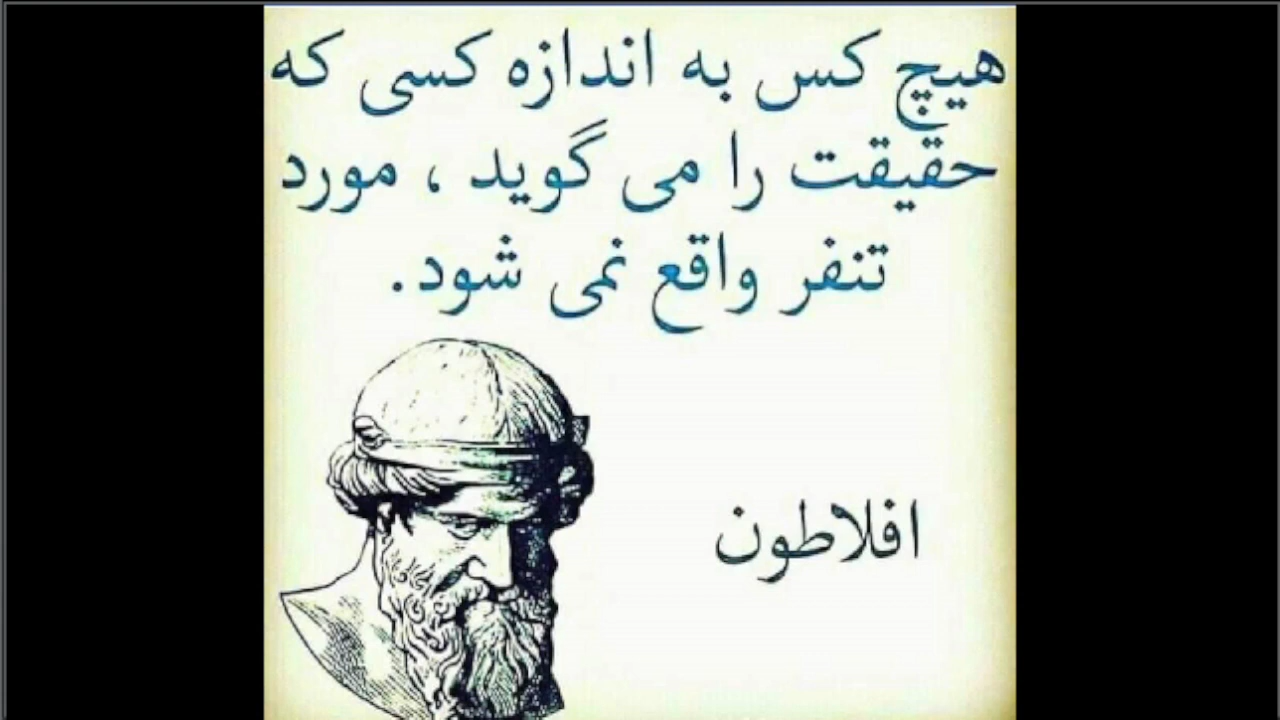 هیچ کس به اندازه کسی که
حقیقت را می گوید ، مورد
تنفر واقع نمی شود.
افلاطون